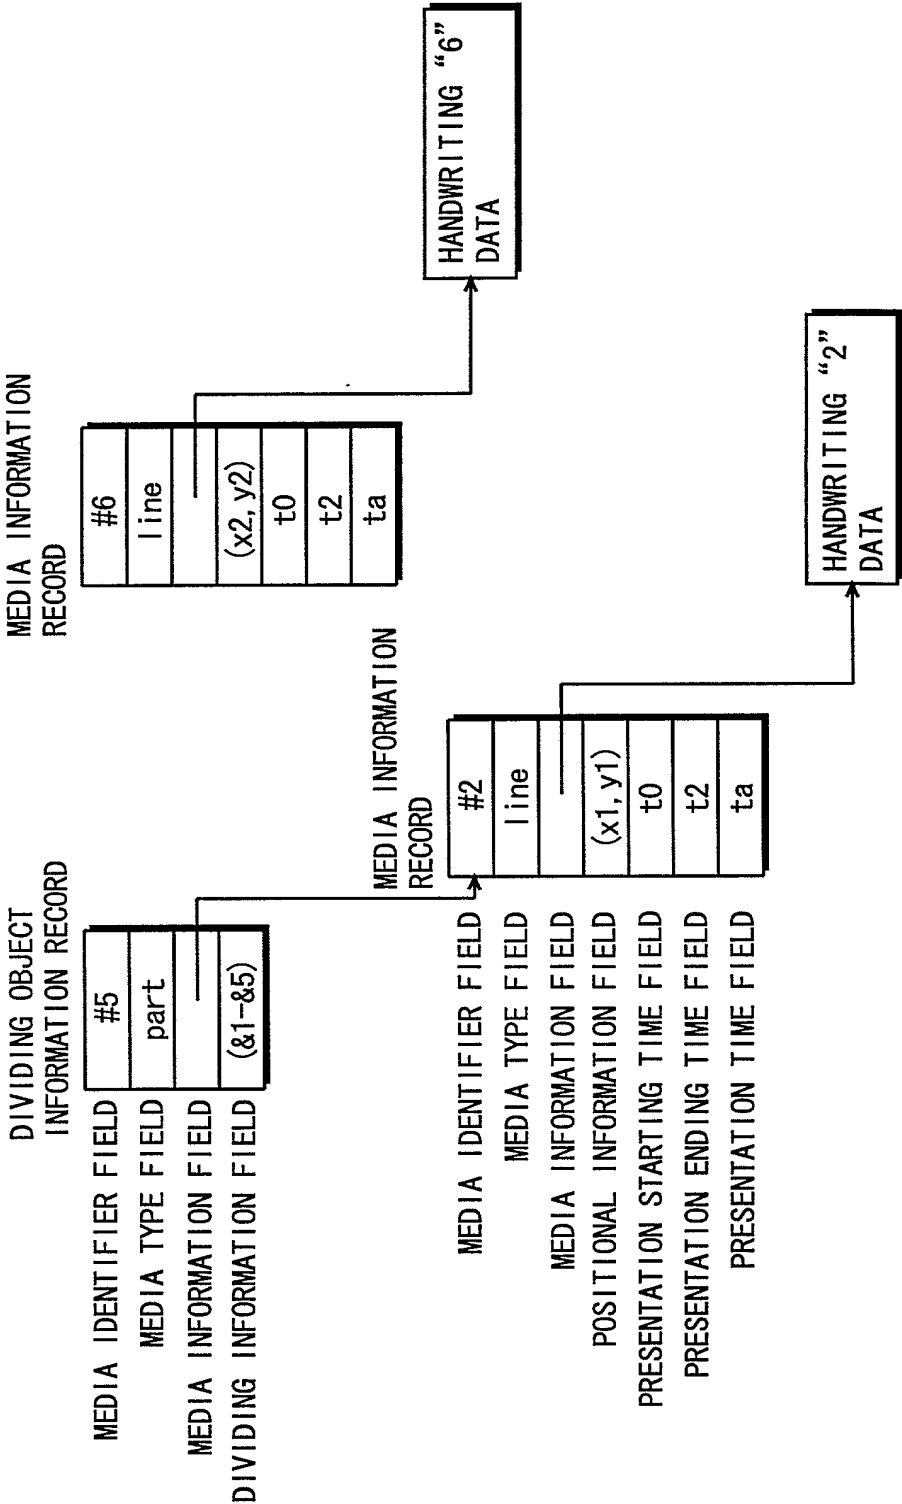 DIVIDING OBJECT
INFORMATION RECORD
MEDIA IDENTIFIER FIELD
#5
MEDIA TYPE FIELD
part
MEDIA INFORMATION FIELD
DIVIDING INFORMATION FIELD
(&1-&5)
MEDIA INFORMATION
RECORD
MEDIA IDENTIFIER FIELD
#2
MEDIA TYPE FIELD
line
MEDIA INFORMATION FIELD
POSITIONAL INFORMATION FIELD
(x1, y1)
PRESENTATION STARTING TIME FIELD
t0
PRESENTATION ENDING TIME FIELD
t2
PRESENTATION TIME FIELD
ta
HANDWRITING “2”
DATA
MEDIA INFORMATION
RECORD
#6
line
(x2, y2)
t0
t2
ta
HANDWRITING “6”
DATA